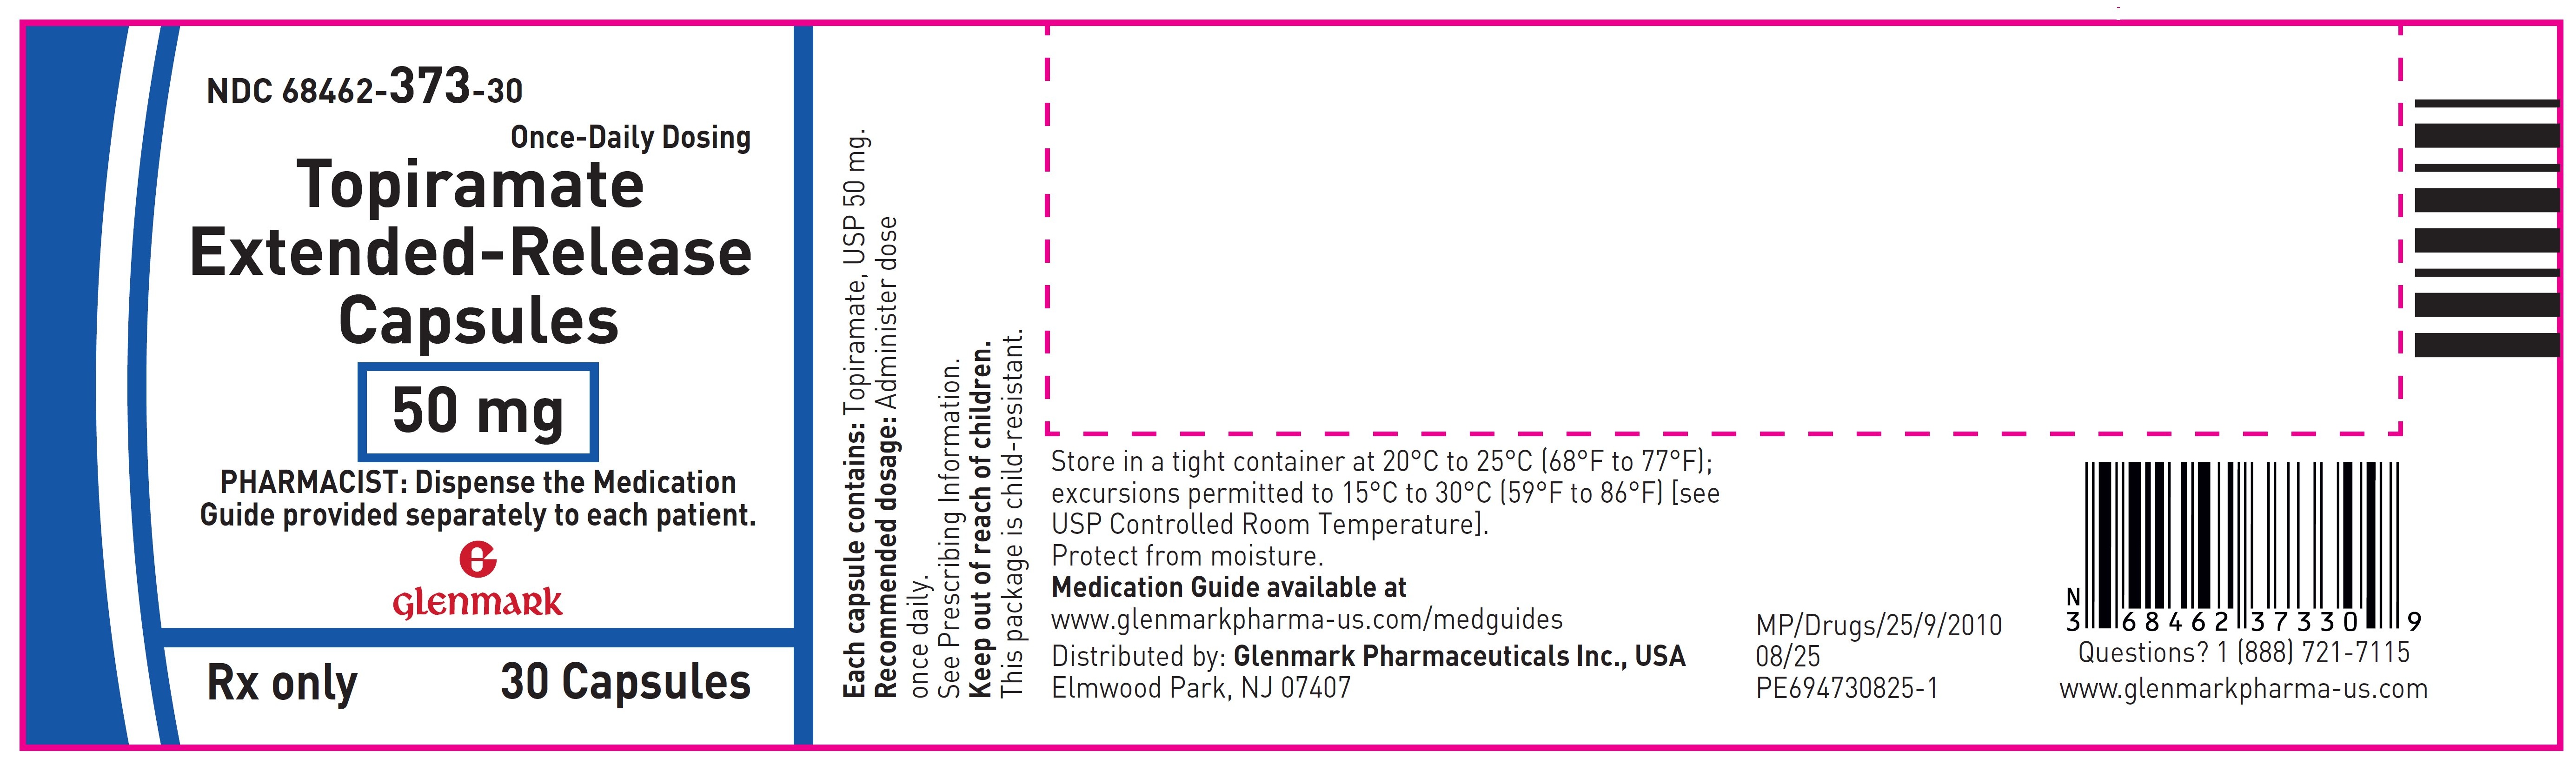 NDC 68462-373-30
Once-Daily Dosing
Topiramate
Extended-Release
Capsules
50 mg
PHARMACIST: Dispense the Medication
Guide provided separately to each patient.
glenmark
Rx only
30 Capsules
Each capsule contains: Topiramate, USP 50 mg.
Recommended dosage: Administer dose
once daily.
See Prescribing Information.
Keep out of reach of children.
This package is child-resistant.
Store in a tight container at 20°C to 25°C (68°F to 77°F);
excursions permitted to 15°C to 30°C (59°F to 86°F) [see
USP Controlled Room Temperature].
Protect from moisture.
Medication Guide available at
www.glenmarkpharma-us.com/medguides
Distributed by: Glenmark Pharmaceuticals Inc., USA
Elmwood Park, NJ 07407
MP/Drugs/25/9/2010
08/25
PE694730825-1
N
3 68462 37330 9
Questions? 1 (888) 721-7115
www.glenmarkpharma-us.com